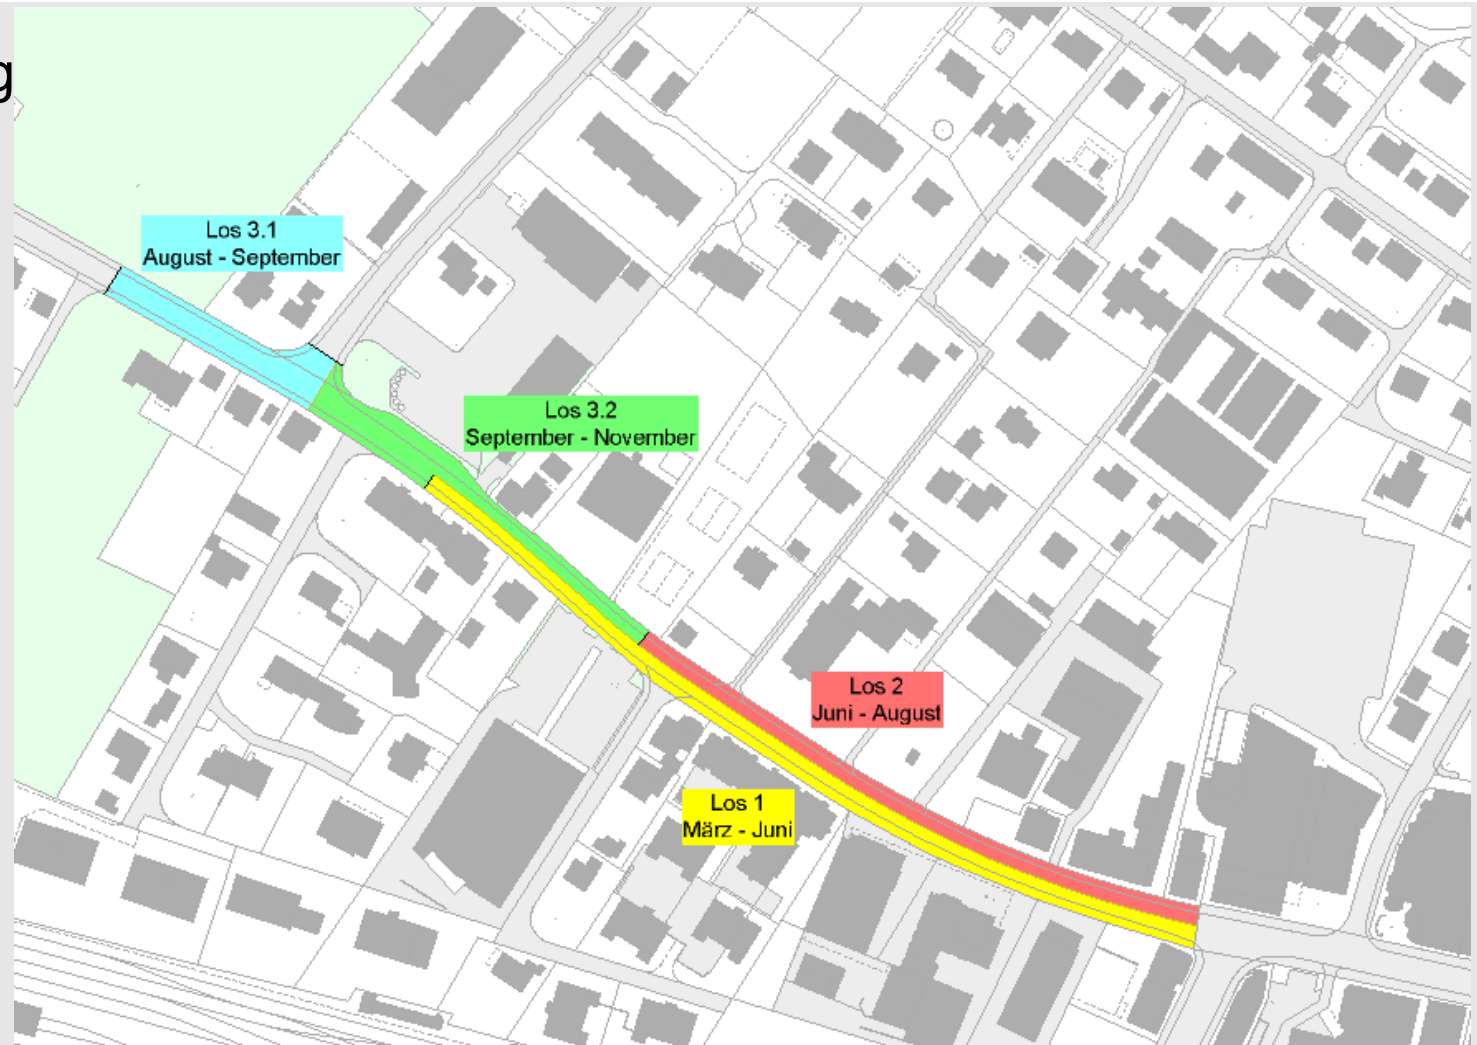 g
Los 3.1
August - September
Los 3.2
September - November
Los 2
Juni - August
Los 1
März - Juni